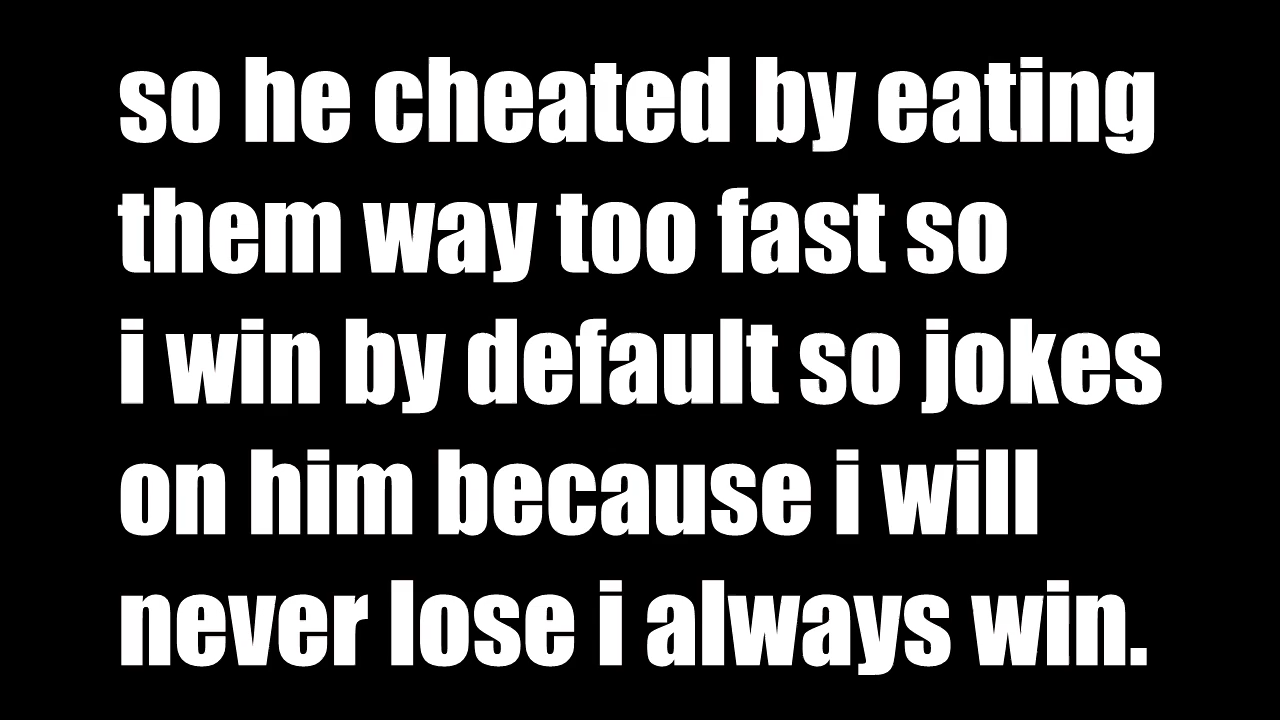 so he cheated by eating
them way too fast so
i win by default so jokes
on him because i will
never lose i always win.